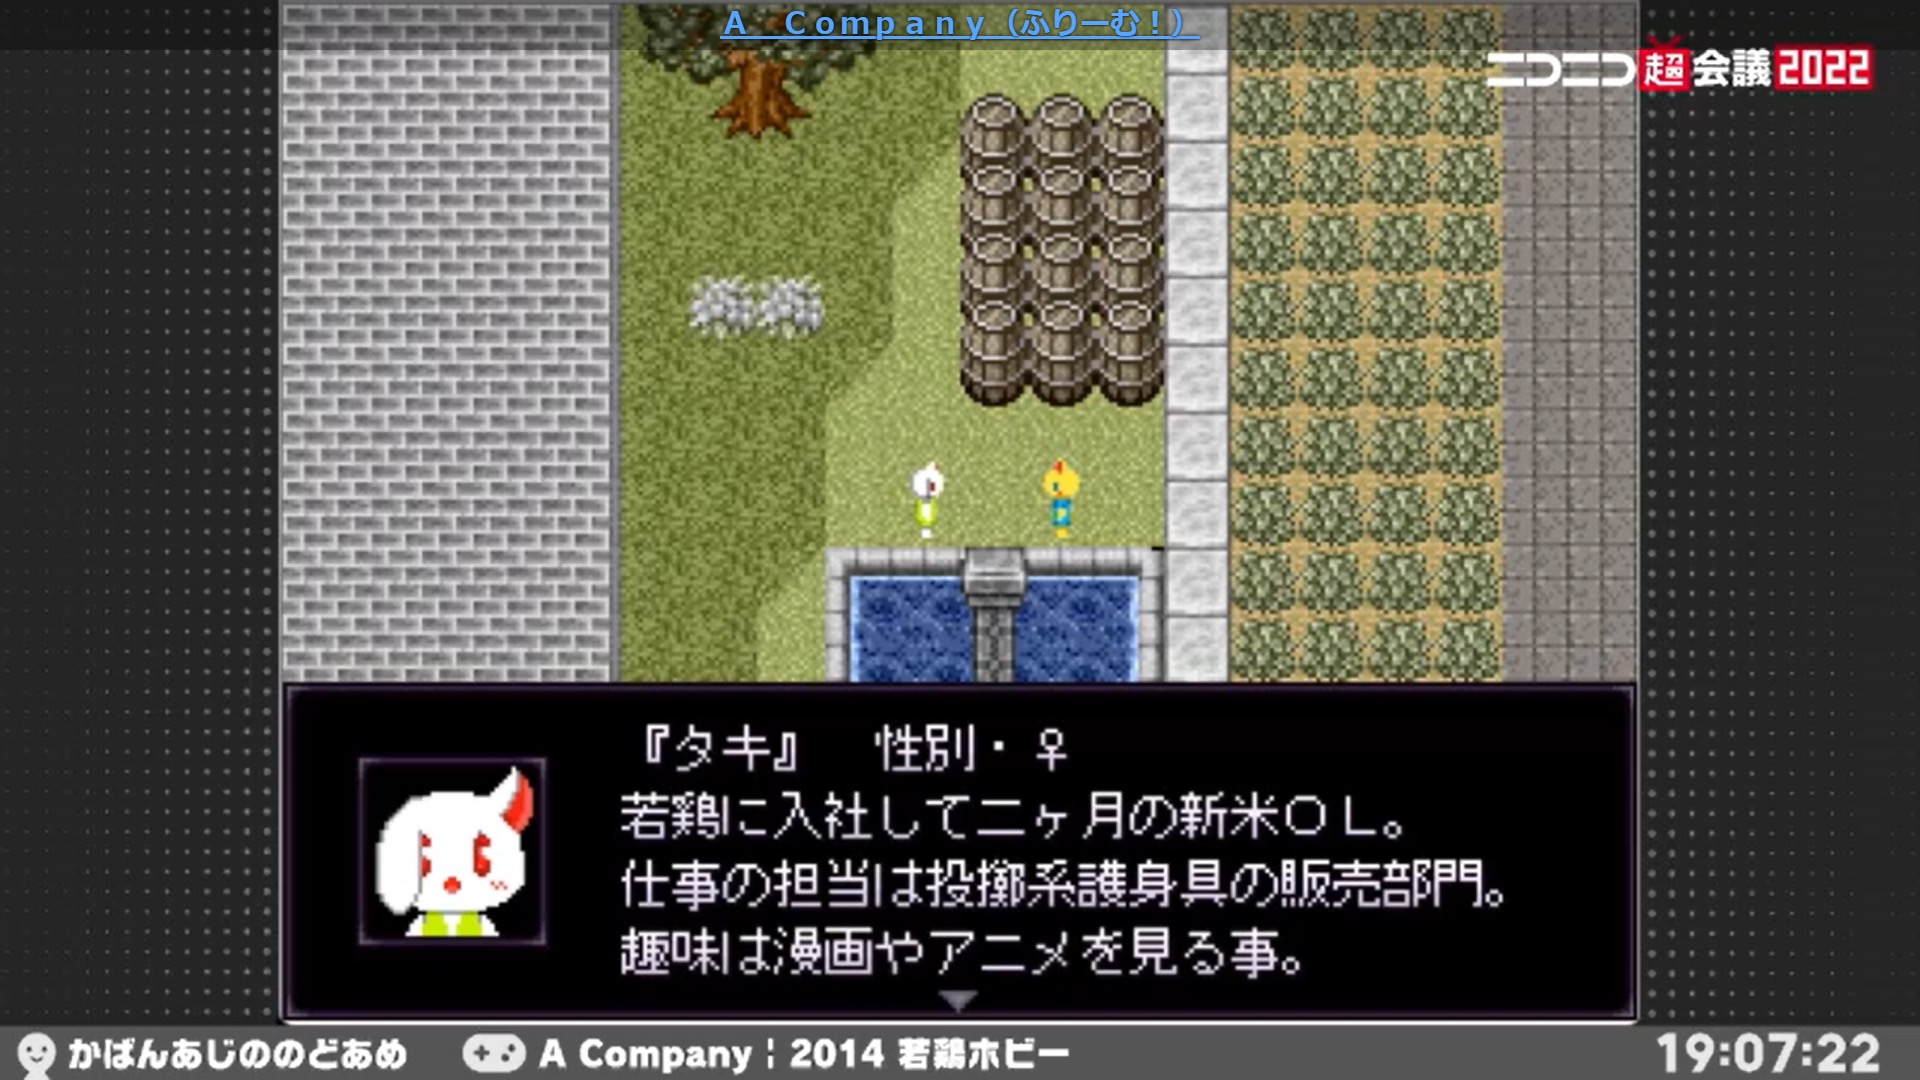 A Company（ふりーむ！）
ニコニコ超会議2022
『タキ』　性別・♀
若鶏に入社して二ヶ月の新米ＯＬ。
仕事の担当は投擲系護身具の販売部門。
趣味は漫画やアニメを見る事。
かばんあじののどあめ
A Company ¦ 2014 若鶏ホビー
19:07:22